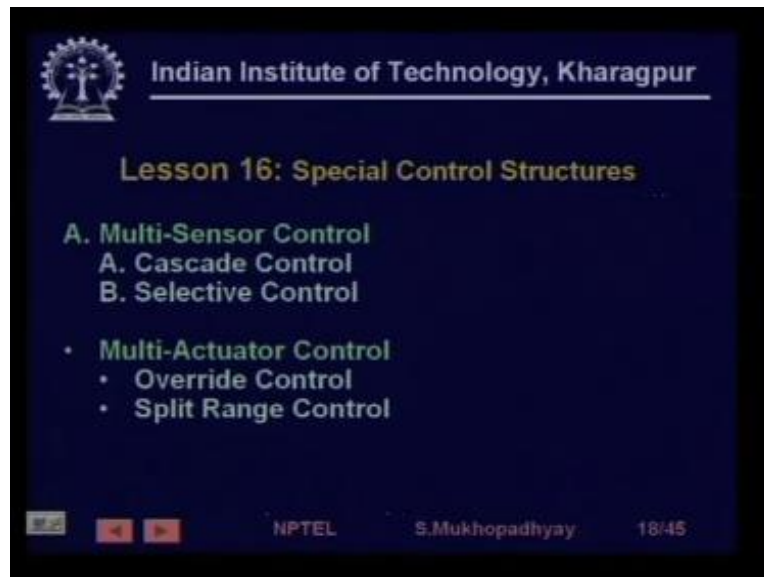 Indian Institute of Technology, Kharagpur
Lesson 16: Special Control Structures
A. Multi-Sensor Control
A. Cascade Control
B. Selective Control
• Multi-Actuator Control
• Override Control
• Split Range Control
NPTEL S.Mukhopadhyay 18/45